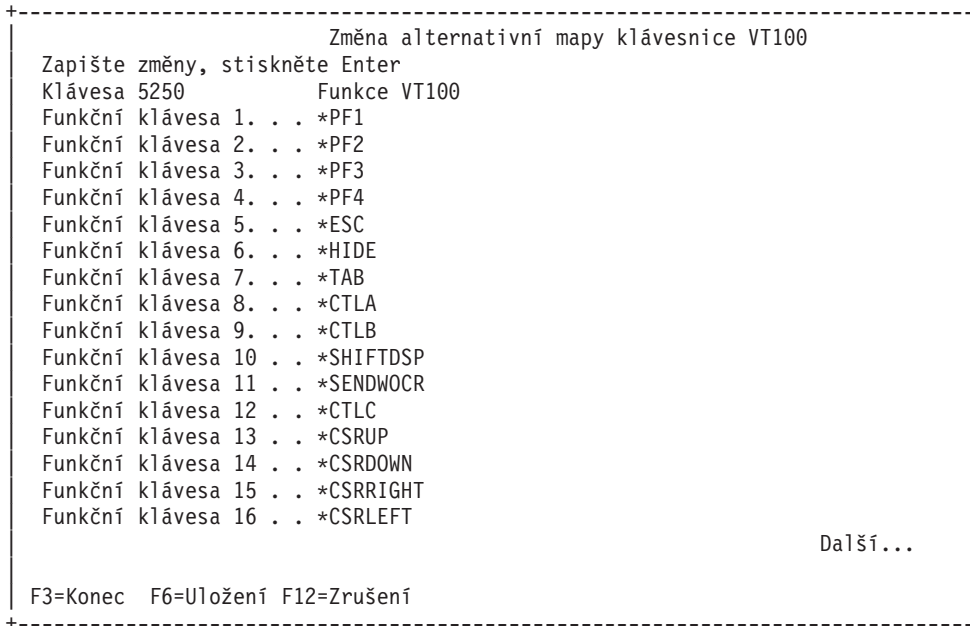 +--------------------------------------------------------------------------------
| Změna alternativní mapy klávesnice VT100
| Zapište změny, stiskněte Enter
| Klávesa 5250 Funkce VT100
| Funkční klávesa 1. . . *PF1
| Funkční klávesa 2. . . *PF2
| Funkční klávesa 3. . . *PF3
| Funkční klávesa 4. . . *PF4
| Funkční klávesa 5. . . *ESC
| Funkční klávesa 6. . . *HIDE
| Funkční klávesa 7. . . *TAB
| Funkční klávesa 8. . . *CTLA
| Funkční klávesa 9. . . *CTLB
| Funkční klávesa 10 . . *SHIFTDSP
| Funkční klávesa 11 . . *SENDWOCR
| Funkční klávesa 12 . . *CTLC
| Funkční klávesa 13 . . *CSRUP
| Funkční klávesa 14 . . *CSRDOWN
| Funkční klávesa 15 . . *CSRRIGHT
| Funkční klávesa 16 . . *CSRLEFT
| Další...
|
| F3=Konec F6=Uložení F12=Zrušení
+--------------------------------------------------------------------------------